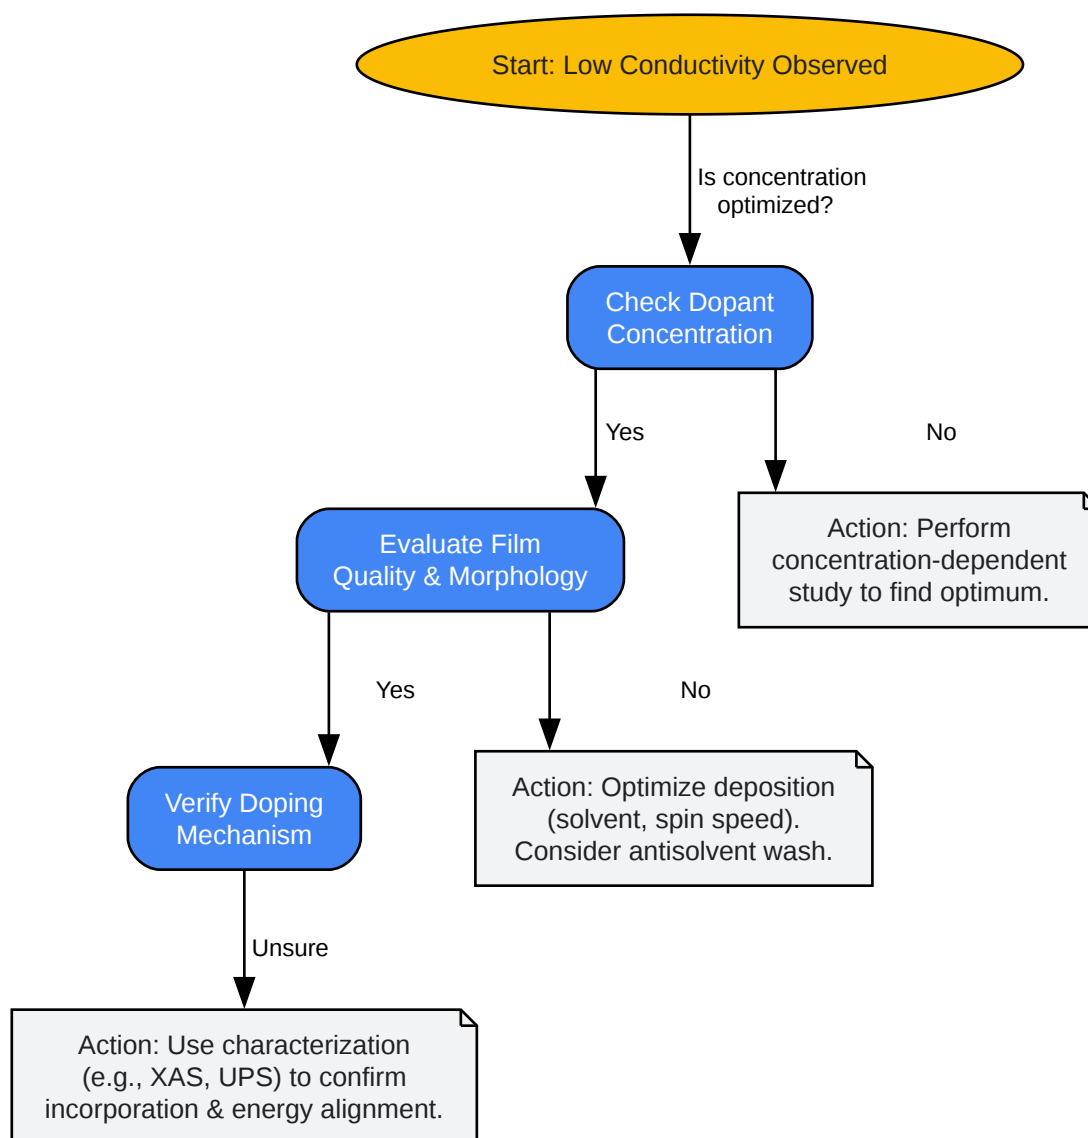 Start: Low Conductivity Observed
Is concentration
optimized?
Check Dopant
Concentration
Yes
No
Evaluate Film
Quality & Morphology
Action: Perform
concentration-dependent
study to find optimum.
Yes
No
Verify Doping
Mechanism
Action: Optimize deposition
(solvent, spin speed).
Consider antisolvent wash.
Unsure
Action: Use characterization
(e.g., XAS, UPS) to confirm
incorporation & energy alignment.